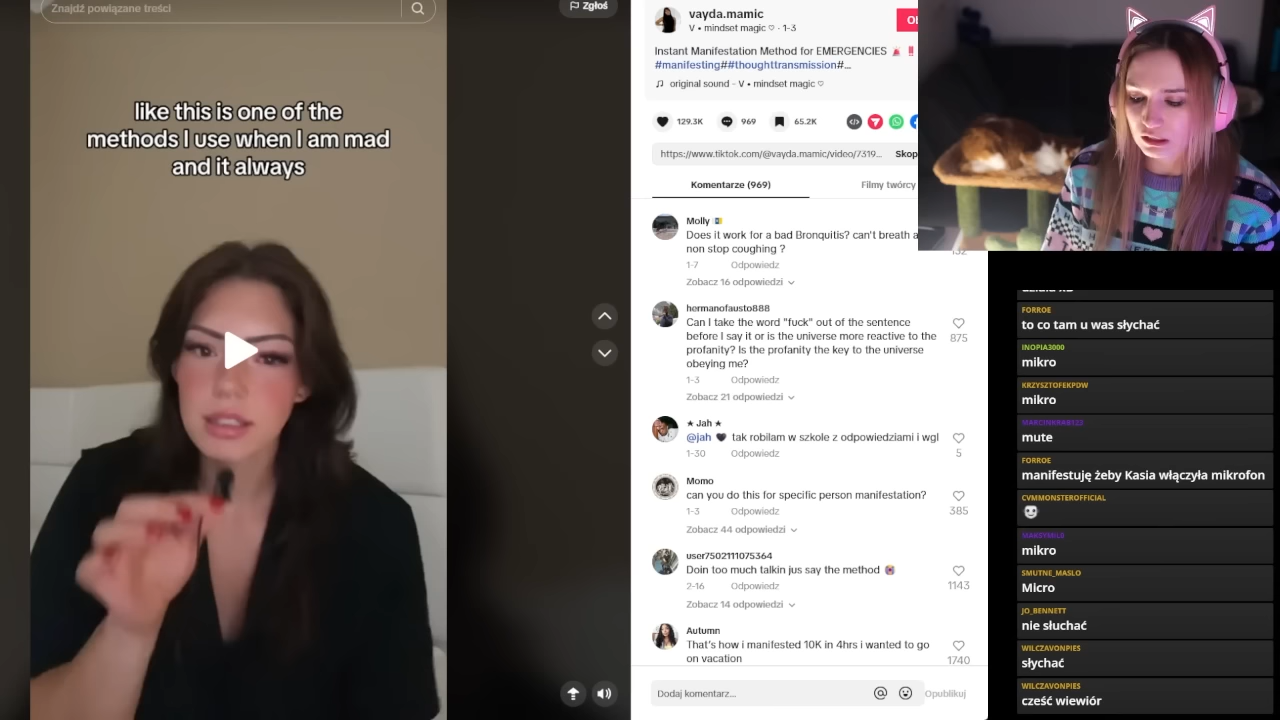 Znajdź powiązane treści
Zgłoś
like this is one of the
methods I use when I am mad
and it always
vayda.mamic
V • mindset magic ♡ · 1-3
Instant Manifestation Method for EMERGENCIES 🚨 ‼️
#manifesting##thoughttransmission#...
original sound - V • mindset magic ♡
129.3K
969
65.2K
https://www.tiktok.com/@vayda.mamic/video/7319...
Komentarze (969)
Filmy twórcy
Molly
Does it work for a bad Bronquitis? can't breath
non stop coughing ?
1-7 Odpowiedz
Zobacz 16 odpowiedzi
hermanofausto888
Can I take the word "fuck" out of the sentence
before I say it or is the universe more reactive to the
profanity? Is the profanity the key to the universe
obeying me?
875
1-3 Odpowiedz
Zobacz 21 odpowiedzi
★ Jah ★
@jah 🖤 tak robilam w szkole z odpowiedziami i wgl
1-30 Odpowiedz
5
Momo
can you do this for specific person manifestation?
1-3 Odpowiedz
385
Zobacz 44 odpowiedzi
user7502111075364
Doin too much talkin jus say the method
2-16 Odpowiedz
1143
Zobacz 14 odpowiedzi
Autumn
That's how i manifested 10K in 4hrs i wanted to go
on vacation
1740
Dodaj komentarz...
Opublikuj
FORROE
to co tam u was słychać
INOPIA3000
mikro
KRZYSZTOFEKPDW
mikro
mute
FORROE
manifestuję żeby Kasia włączyła mikrofon
CVMMONSTEROFFICIAL
mikro
SMUTNE_MASLO
Micro
JO_BENNETT
nie słuchać
WILCZAVONPIES
słychać
WILCZAVONPIES
cześć wiewiór